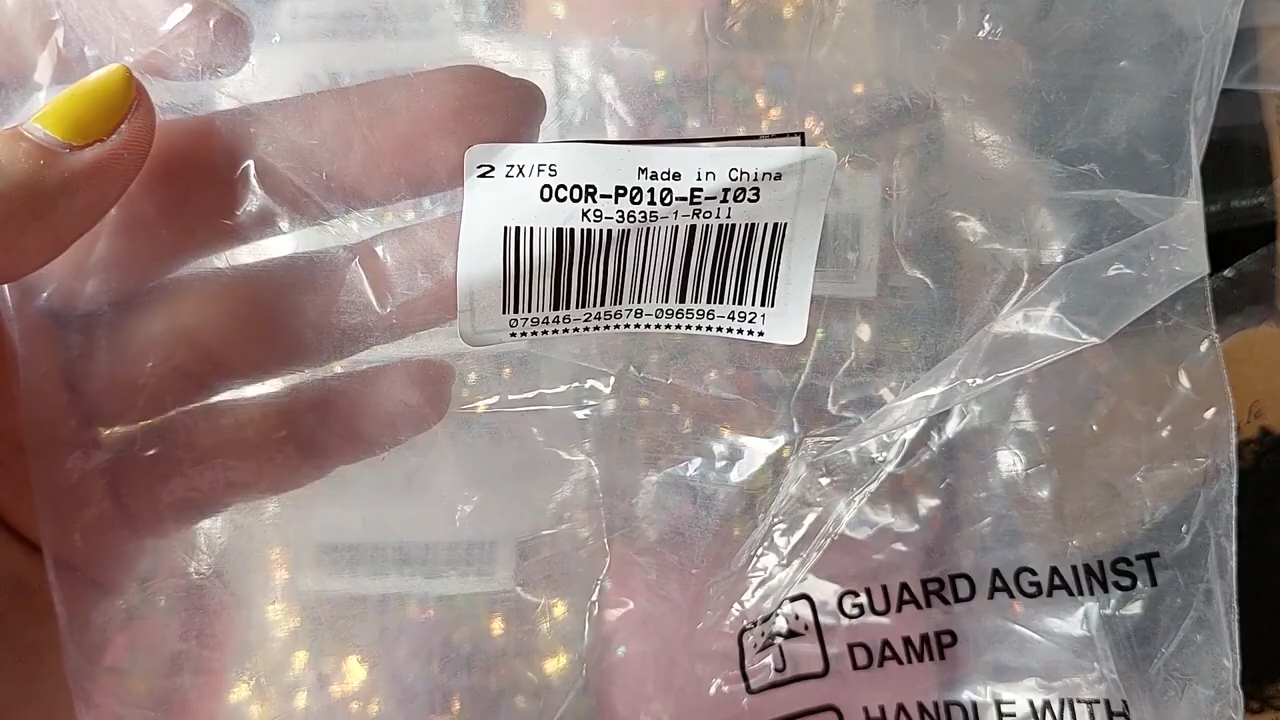 2 ZX/FS Made in China
OCOR-P010-E-I03
K9-3635-1-Roll
079446-245678-096596-4921
**************************
GUARD AGAINST
DAMP
HANDLE WITH